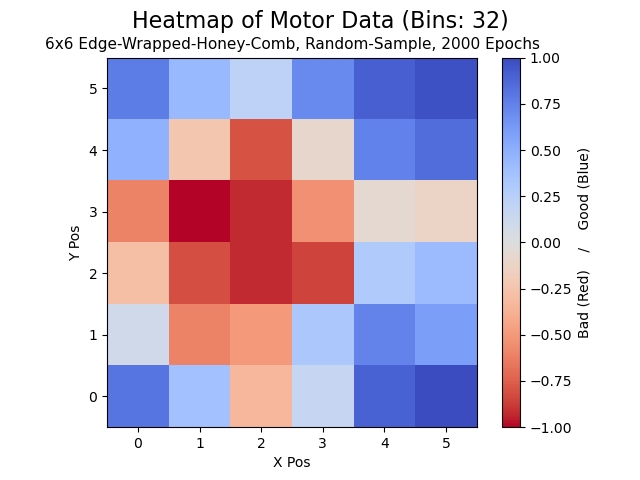 Heatmap of Motor Data (Bins: 32)
6x6 Edge-Wrapped-Honey-Comb, Random-Sample, 2000 Epochs
5
4
3
2
1
0
Y Pos
0 1 2 3 4 5
X Pos
1.00
0.75
0.50
0.25
0.00
−0.25
−0.50
−0.75
−1.00
Bad (Red) / Good (Blue)